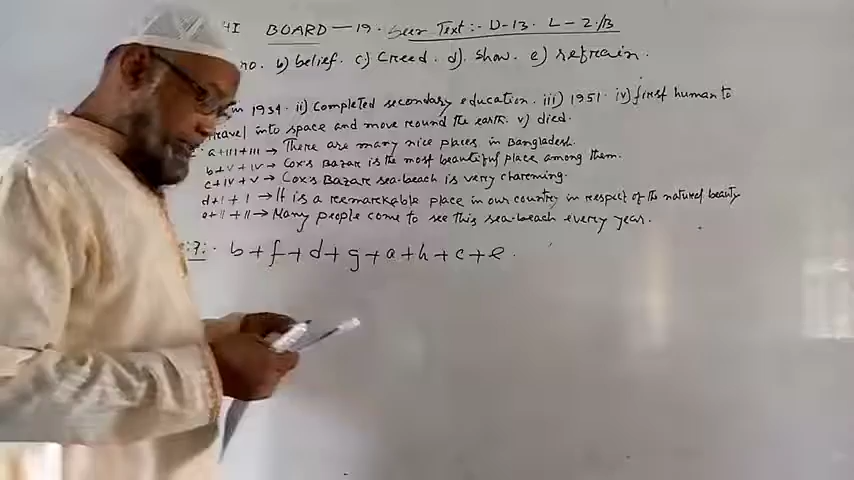 HI BOARD — 19. Seen Text:- U-13. L-2/B
no. b) belief. c) Creed. d). show. e) refrain.
in 1934. ii) Completed secondary education. iii) 1951. iv) first human to
travel into space and move round the earth. v) died.
a+III+III → There are many nice places in Bangladesh.
b+V+IV → Cox's Bazar is the most beautiful place among them.
c+IV+V → Cox's Bazar sea-beach is very chareming.
d+I+I → It is a remarkable place in our country in respect of the natural beauty
e+II+II → Many people come to see this sea-beach every year.
:7:. b+f+d+g+a+h+c+e.